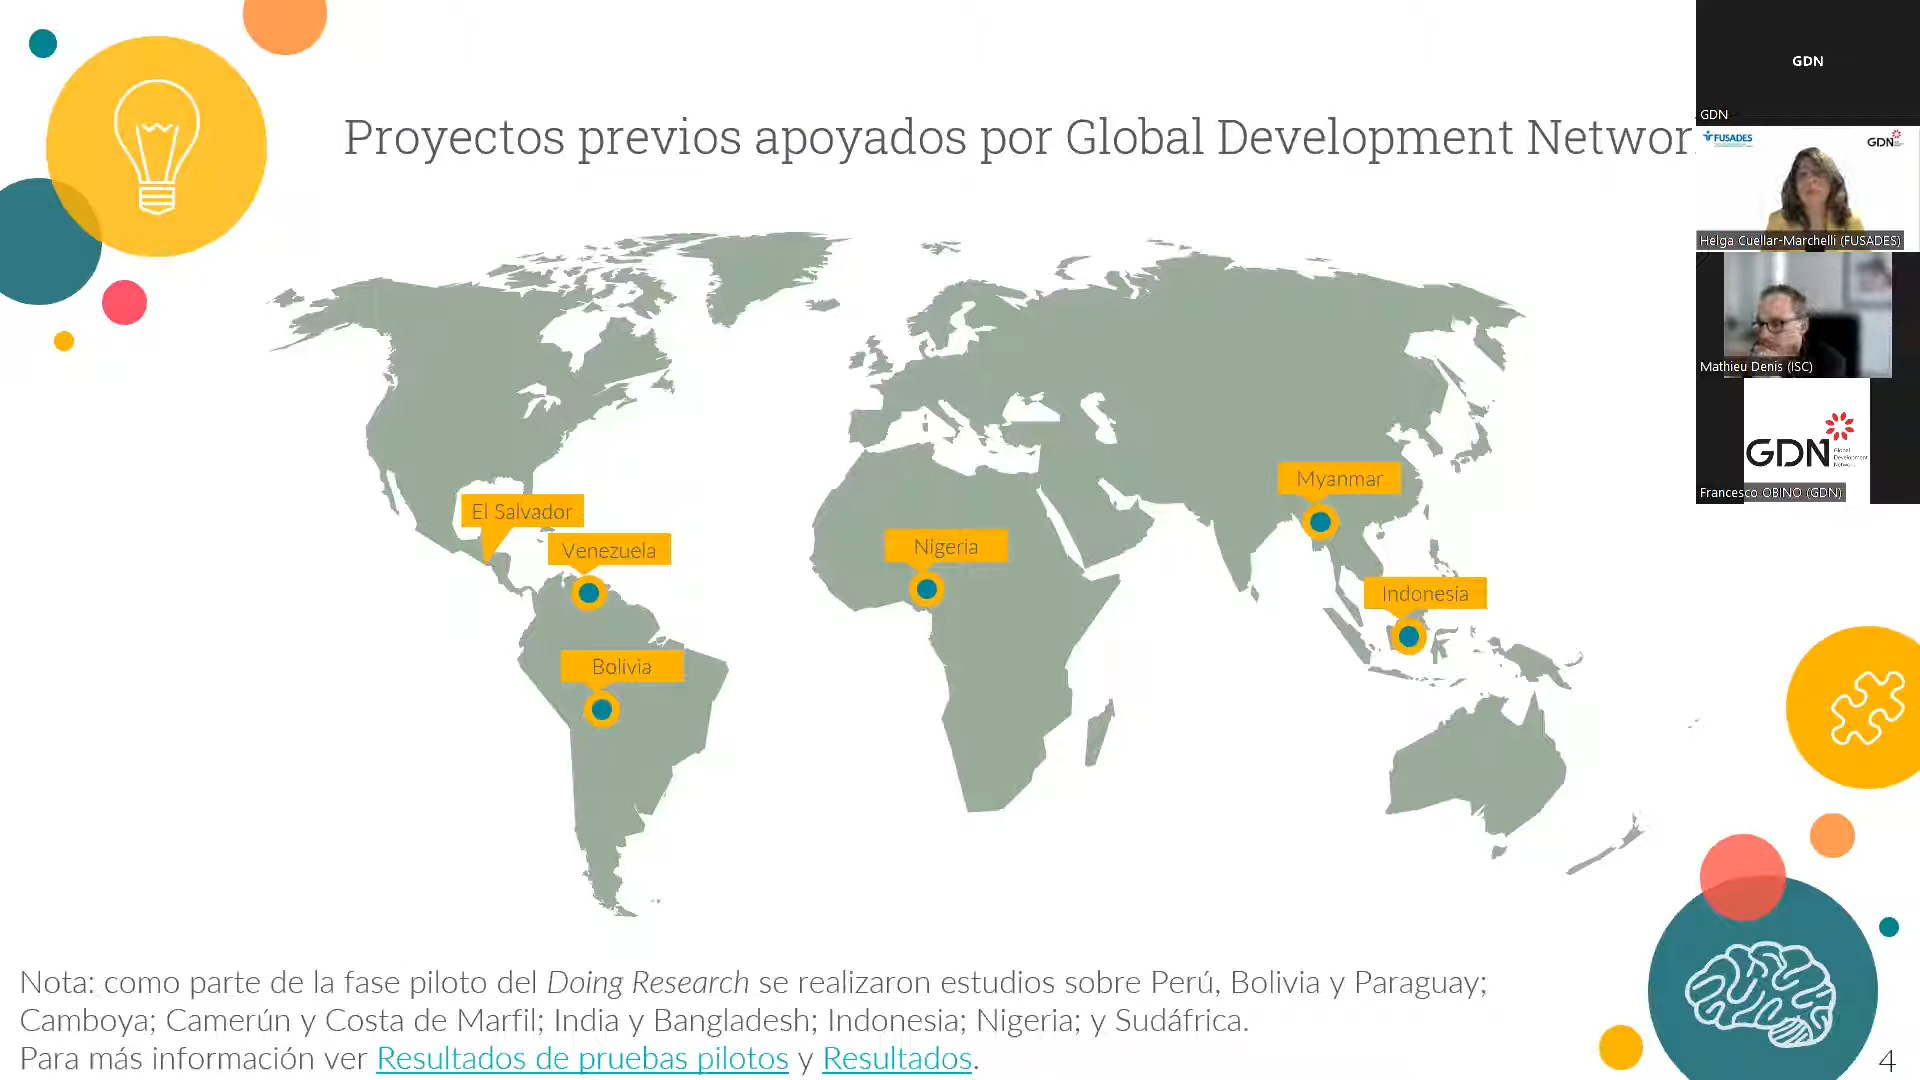 Proyectos previos apoyados por Global Development Networ
El Salvador
Venezuela
Bolivia
Nigeria
Myanmar
Indonesia
Nota: como parte de la fase piloto del Doing Research se realizaron estudios sobre Perú, Bolivia y Paraguay;
Camboya; Camerún y Costa de Marfil; India y Bangladesh; Indonesia; Nigeria; y Sudáfrica.
Para más información ver Resultados de pruebas pilotos y Resultados.
4
GDN
GDN
FUSADES
GDN
Helga Cuellar-Marchelli (FUSADES)
Mathieu Denis (ISC)
GDN
Global
Development
Network
Francesco OBINO (GDN)